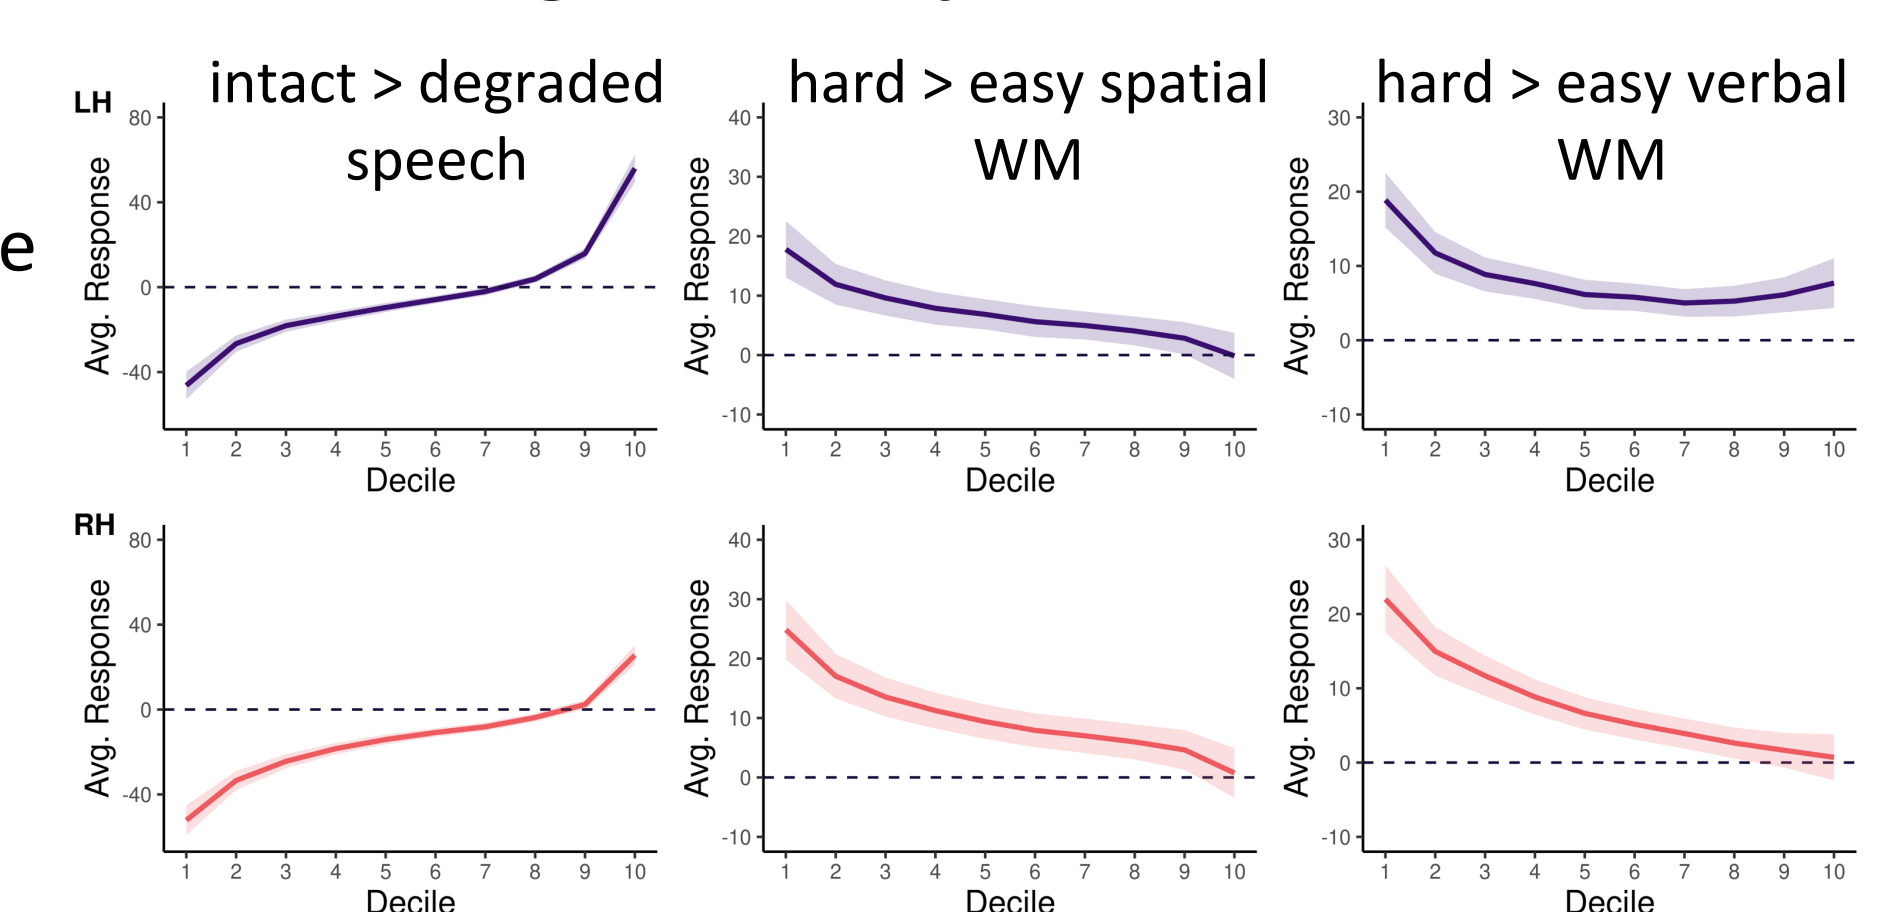 intact > degraded
speech
hard > easy spatial
WM
hard > easy verbal
WM
e
LH
80
40
0
-40
Avg. Response
1 2 3 4 5 6 7 8 9 10
Decile
40
30
20
10
0
-10
Avg. Response
1 2 3 4 5 6 7 8 9 10
Decile
30
20
10
0
-10
Avg. Response
1 2 3 4 5 6 7 8 9 10
Decile
RH
80
40
0
-40
Avg. Response
1 2 3 4 5 6 7 8 9 10
Decile
40
30
20
10
0
-10
Avg. Response
1 2 3 4 5 6 7 8 9 10
Decile
30
20
10
0
-10
Avg. Response
1 2 3 4 5 6 7 8 9 10
Decile